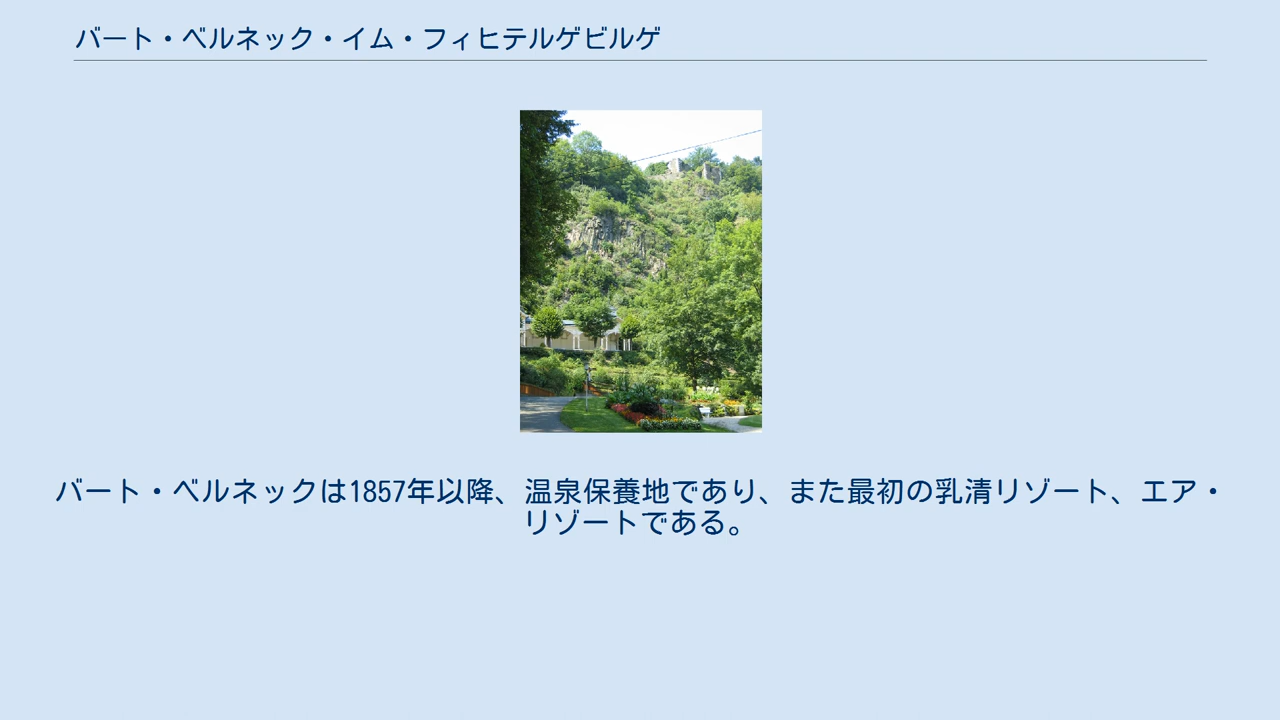 バート・ベルネック・イム・フィヒテルゲビルゲ
バート・ベルネックは1857年以降、温泉保養地であり、また最初の乳清リゾート、エア・
リゾートである。